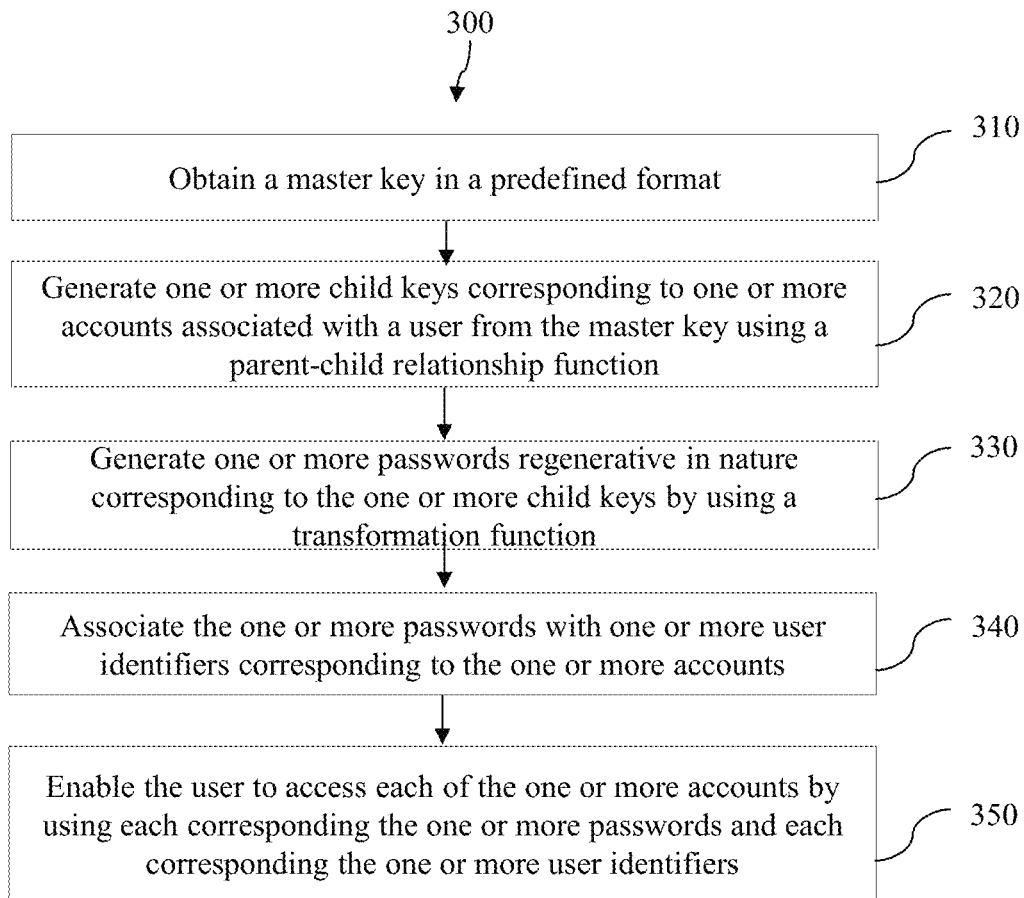 300
310
Obtain a master key in a predefined format
Generate one or more child keys corresponding to one or more
320
accounts associated with a user from the master key using a
parent-child relationship function
330
Generate one or more passwords regenerative in nature
corresponding to the one or more child keys by using a
transformation function
Associate the one or more passwords with one or more user
340
identifiers corresponding to the one or more accounts
Enable the user to access each of the one or more accounts by
350
using each corresponding the one or more passwords and each
corresponding the one or more user identifiers